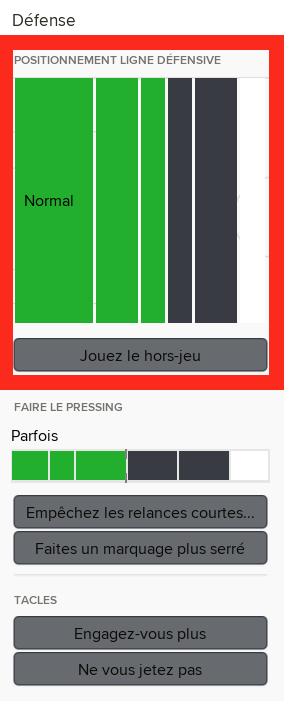 Défense
POSITIONNEMENT LIGNE DÉFENSIVE
Normal
Jouez le hors-jeu
FAIRE LE PRESSING
Parfois
Empêchez les relances courtes...
Faites un marquage plus serré
TACLES
Engagez-vous plus
Ne vous jetez pas